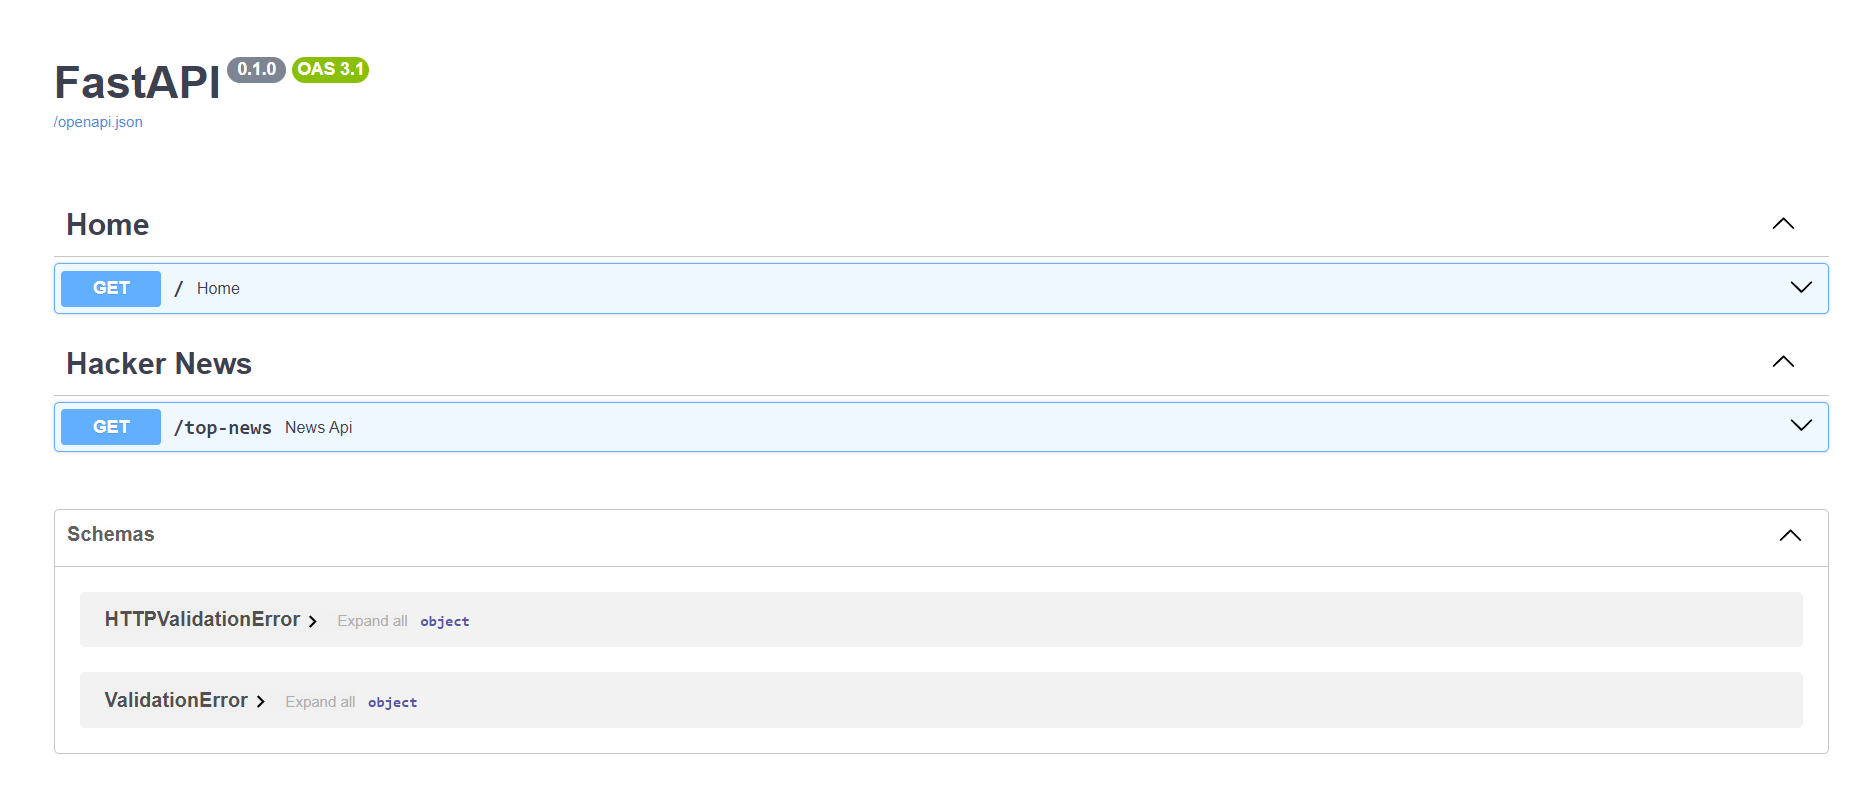 FastAPI 0.1.0 OAS 3.1
/openapi.json
Home
GET / Home
Hacker News
GET /top-news News Api
Schemas
HTTPValidationError Expand all object
ValidationError Expand all object